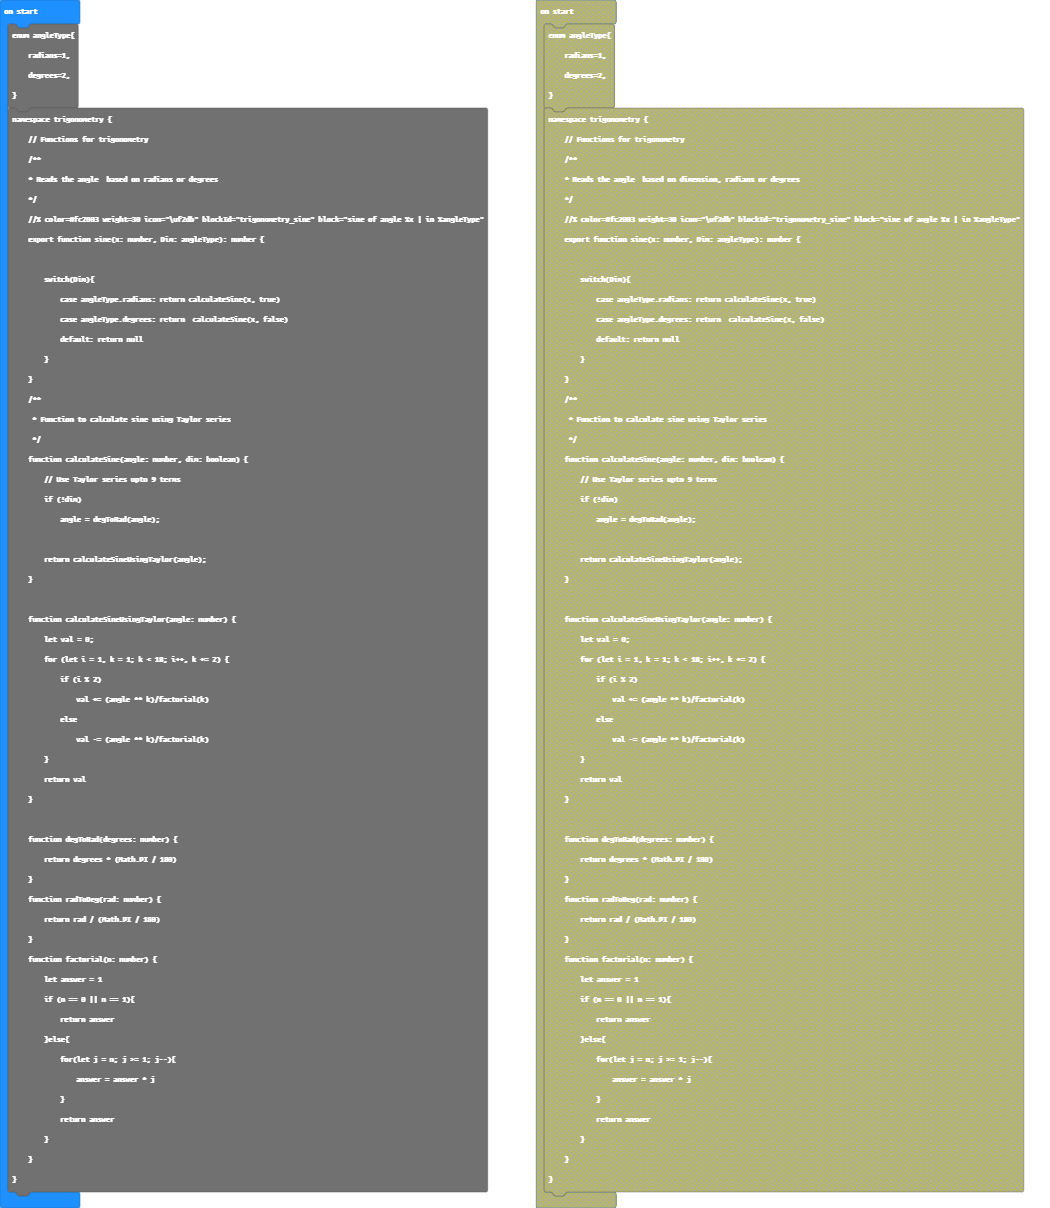 on start
enum angleType{
radians=1,
degrees=2,
}
namespace trigonometry {
// Functions for trigonometry
/**
* Reads the angle  based on radians or degrees
*/
//% color=#fc2003 weight=30 icon="\uf2db" blockId="trigonometry_sine" block="sine of angle %x | in %angleType"
export function sine(x: number, Dim: angleType): number {
switch(Dim){
case angleType.radians: return calculateSine(x, true)
case angleType.degrees: return  calculateSine(x, false)
default: return null
}
}
/**
* Function to calculate sine using Taylor series
*/
function calculateSine(angle: number, dim: boolean) {
// Use Taylor series upto 9 terms
if (!dim)
angle = degToRad(angle);
return calculateSineUsingTaylor(angle);
}
function calculateSineUsingTaylor(angle: number) {
let val = 0;
for (let i = 1, k = 1; k < 18; i++, k += 2) {
if (i % 2)
val += (angle ** k)/factorial(k)
else
val -= (angle ** k)/factorial(k)
}
return val
}
function degToRad(degrees: number) {
return degrees * (Math.PI / 180)
}
function radToDeg(rad: number) {
return rad / (Math.PI / 180)
}
function factorial(n: number) {
let answer = 1
if (n == 0 || n == 1){
return answer
}else{
for(let j = n; j >= 1; j--){
answer = answer * j
}
return answer
}
}
}
on start
enum angleType{
radians=1,
degrees=2,
}
namespace trigonometry {
// Functions for trigonometry
/**
* Reads the angle  based on dimension, radians or degrees
*/
//% color=#fc2003 weight=30 icon="\uf2db" blockId="trigonometry_sine" block="sine of angle %x | in %angleType"
export function sine(x: number, Dim: angleType): number {
switch(Dim){
case angleType.radians: return calculateSine(x, true)
case angleType.degrees: return  calculateSine(x, false)
default: return null
}
}
/**
* Function to calculate sine using Taylor series
*/
function calculateSine(angle: number, dim: boolean) {
// Use Taylor series upto 9 terms
if (!dim)
angle = degToRad(angle);
return calculateSineUsingTaylor(angle);
}
function calculateSineUsingTaylor(angle: number) {
let val = 0;
for (let i = 1, k = 1; k < 18; i++, k += 2) {
if (i % 2)
val += (angle ** k)/factorial(k)
else
val -= (angle ** k)/factorial(k)
}
return val
}
function degToRad(degrees: number) {
return degrees * (Math.PI / 180)
}
function radToDeg(rad: number) {
return rad / (Math.PI / 180)
}
function factorial(n: number) {
let answer = 1
if (n == 0 || n == 1){
return answer
}else{
for(let j = n; j >= 1; j--){
answer = answer * j
}
return answer
}
}
}